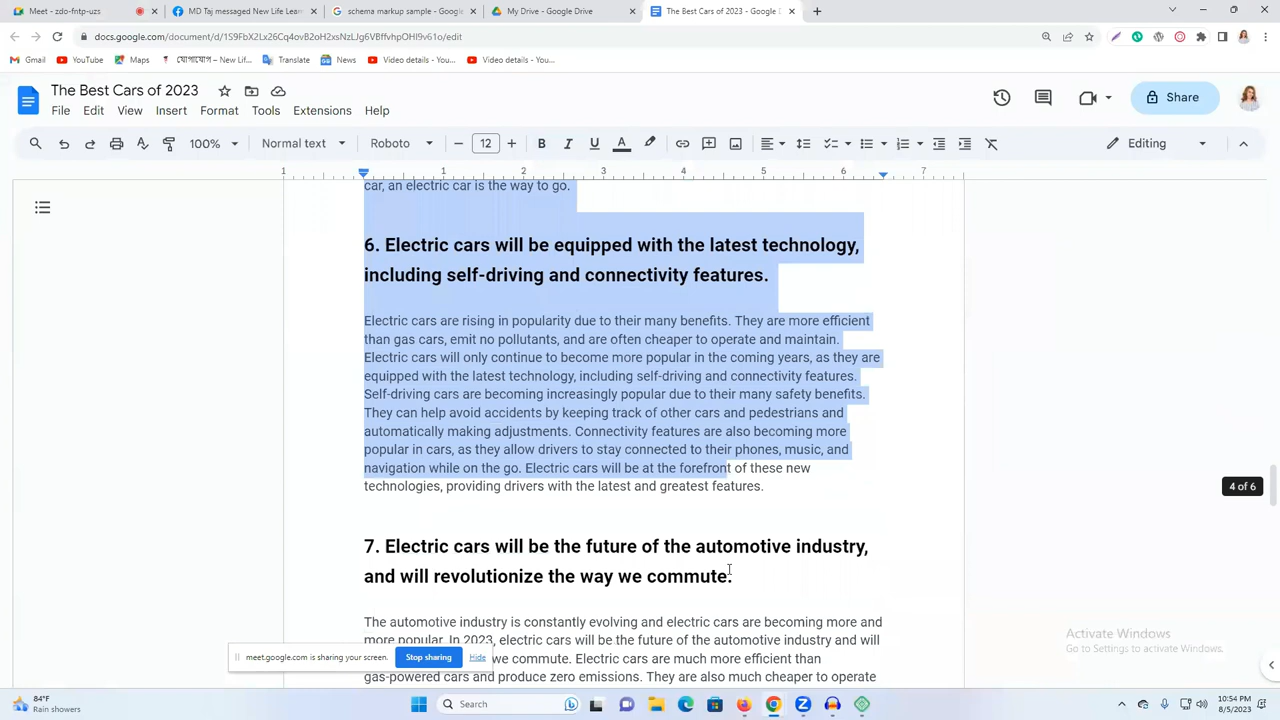 Meet - zdo-fntp-uzs
MD Taj messaged New Life Lear
schema markup sample - Google
My Drive - Google Drive
The Best Cars of 2023 - Google
docs.google.com/document/d/1S9FbX2Lx26Cq4ovB2oH2xsNzLJg6VBffvhpOHI9v61o/edit
Gmail
YouTube
Maps
যোগাযোগ – New Life...
Translate
News
Video details - You...
Video details - You...
The Best Cars of 2023
File Edit View Insert Format Tools Extensions Help
Share
100% Normal text Roboto 12 Editing
1 1 2 3 4 5 6 7
car, an electric car is the way to go.
6. Electric cars will be equipped with the latest technology,
including self-driving and connectivity features.
Electric cars are rising in popularity due to their many benefits. They are more efficient
than gas cars, emit no pollutants, and are often cheaper to operate and maintain.
Electric cars will only continue to become more popular in the coming years, as they are
equipped with the latest technology, including self-driving and connectivity features.
Self-driving cars are becoming increasingly popular due to their many safety benefits.
They can help avoid accidents by keeping track of other cars and pedestrians and
automatically making adjustments. Connectivity features are also becoming more
popular in cars, as they allow drivers to stay connected to their phones, music, and
navigation while on the go. Electric cars will be at the forefront of these new
technologies, providing drivers with the latest and greatest features.
4 of 6
7. Electric cars will be the future of the automotive industry,
and will revolutionize the way we commute.
The automotive industry is constantly evolving and electric cars are becoming more and
more popular. In 2023, electric cars will be the future of the automotive industry and will
we commute. Electric cars are much more efficient than
gas-powered cars and produce zero emissions. They are also much cheaper to operate
meet.google.com is sharing your screen. Stop sharing Hide
Activate Windows
Go to Settings to activate Windows.
84°F
Rain showers
Search
10:54 PM
8/5/2023